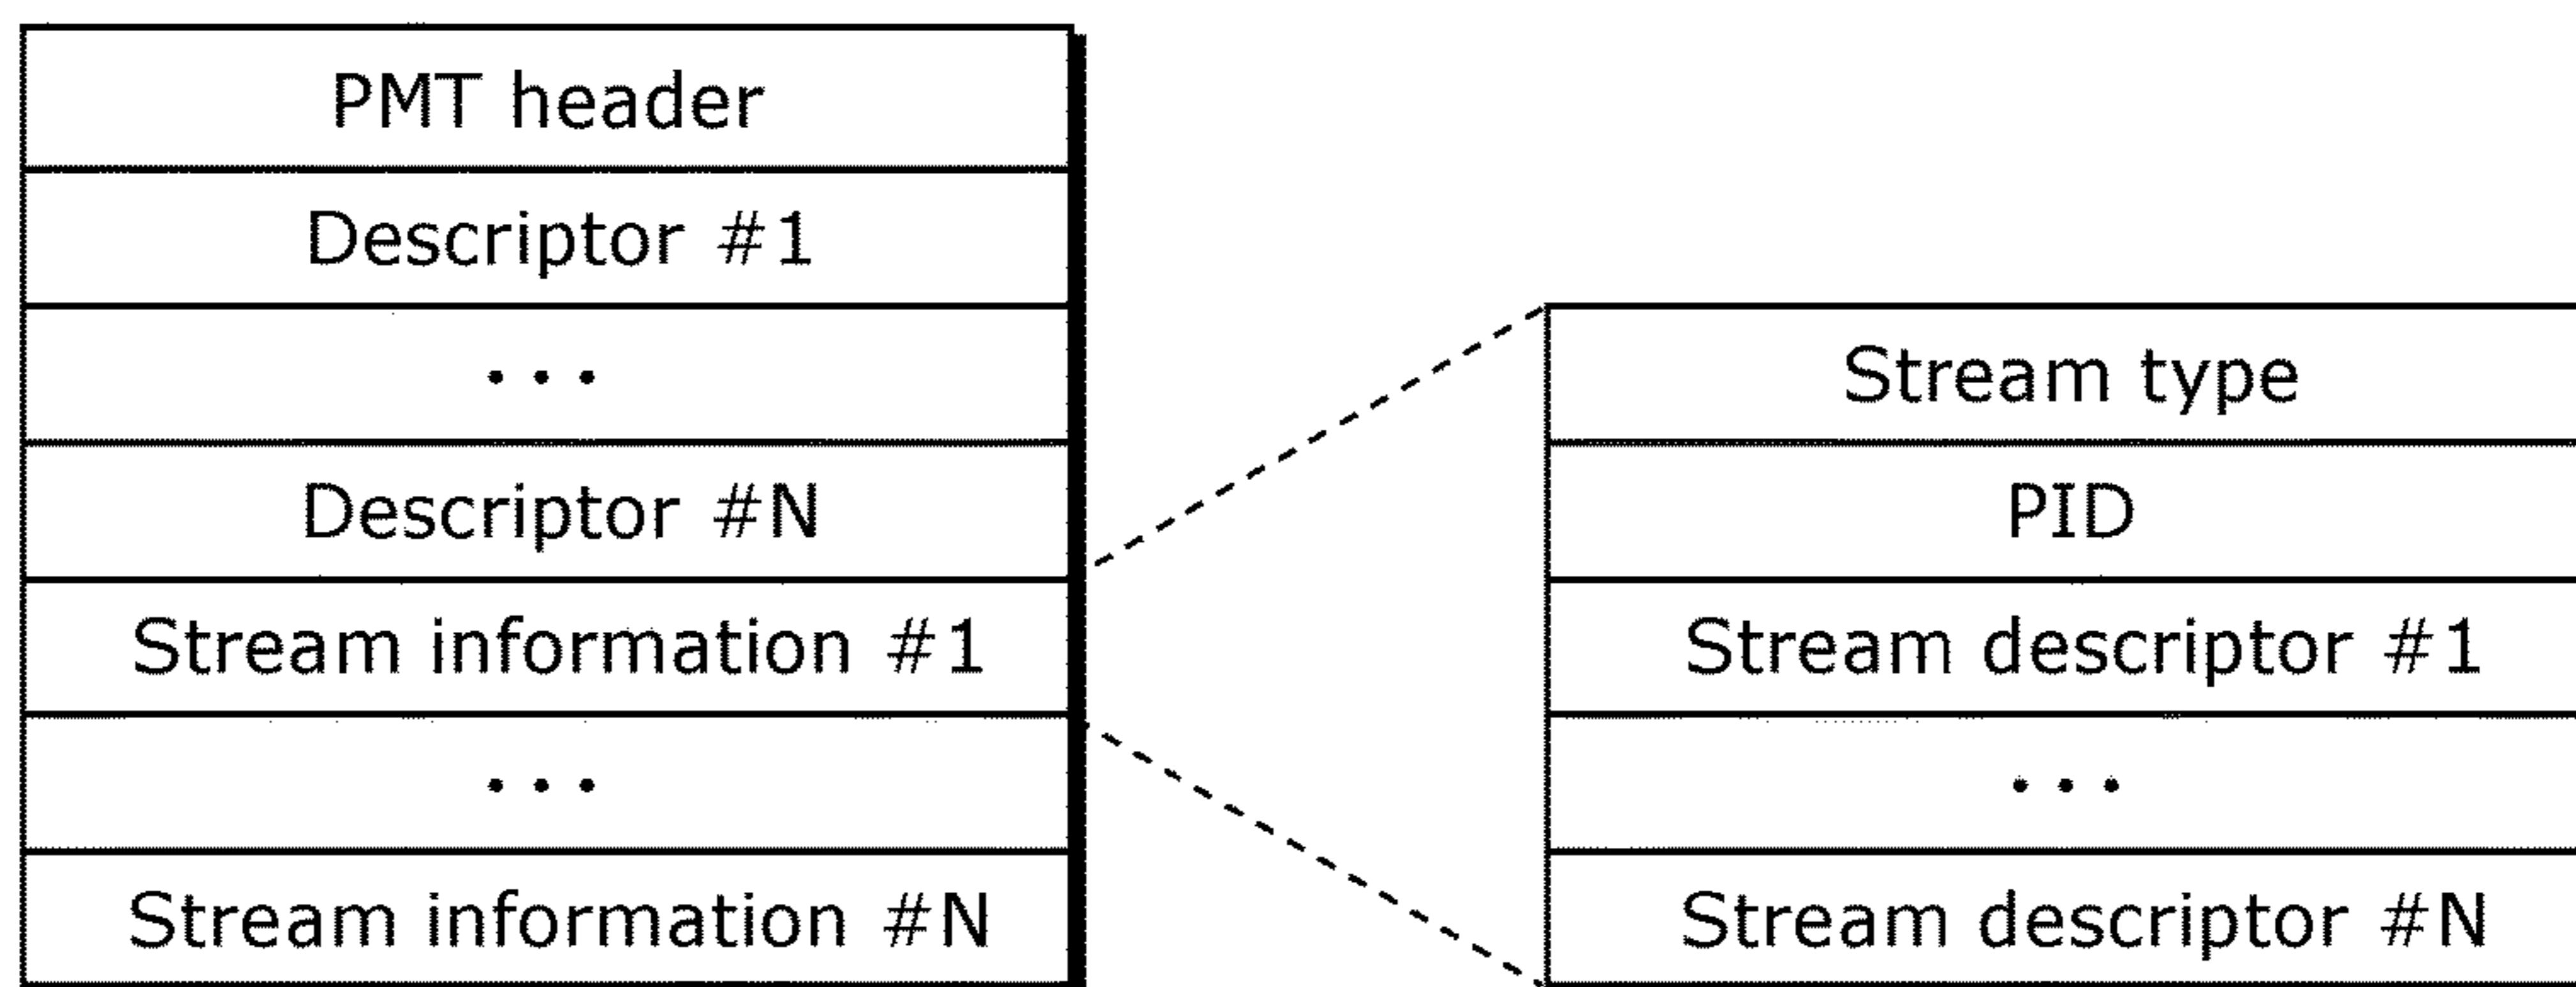 PMT header
Descriptor #1
...
Descriptor #N
Stream information #1
...
Stream information #N
Stream type
PID
Stream descriptor #1
...
Stream descriptor #N